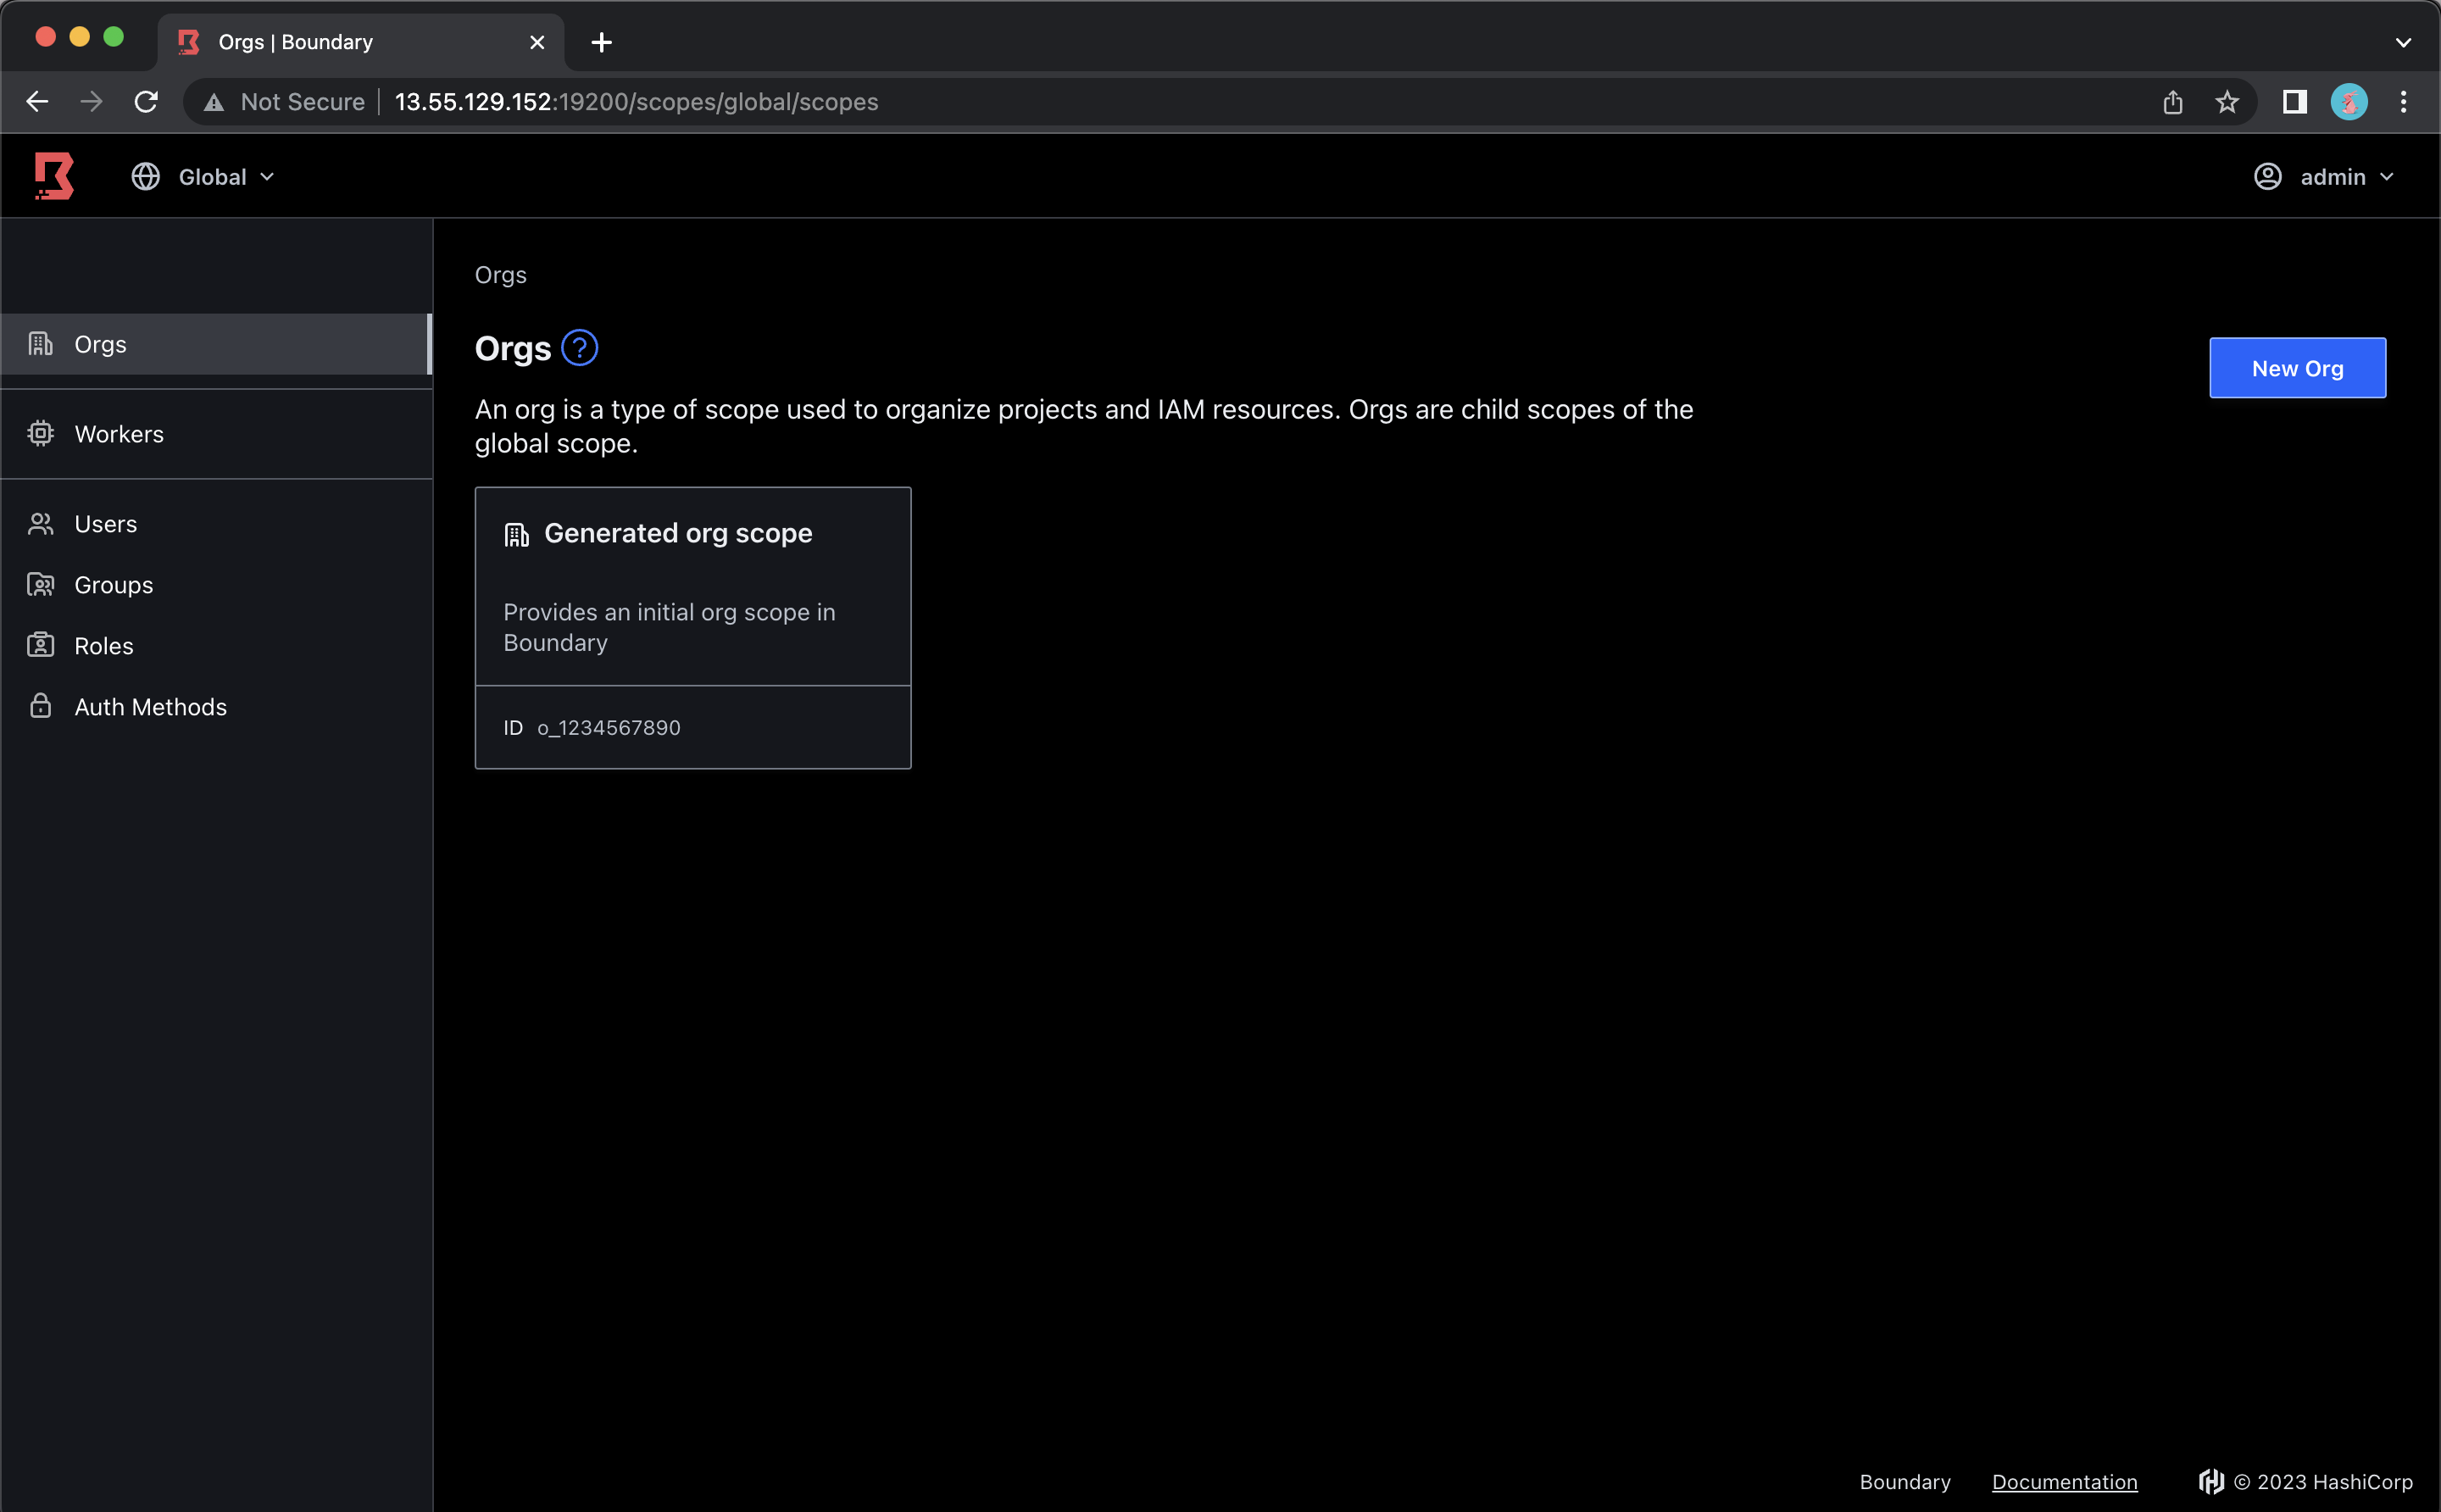 Orgs | Boundary
Not Secure 13.55.129.152:19200/scopes/global/scopes
Global
admin
Orgs
Workers
Users
Groups
Roles
Auth Methods
Orgs
Orgs ?
New Org
An org is a type of scope used to organize projects and IAM resources. Orgs are child scopes of the
global scope.
Generated org scope
Provides an initial org scope in
Boundary
ID o_1234567890
Boundary Documentation © 2023 HashiCorp